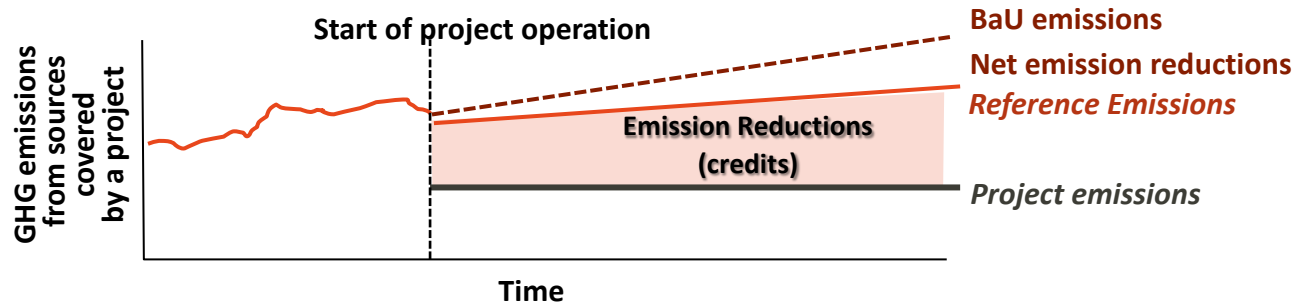 GHG emissions
from sources
covered
by a project
Start of project operation
BaU emissions
Net emission reductions
Reference Emissions
Emission Reductions
(credits)
Project emissions
Time